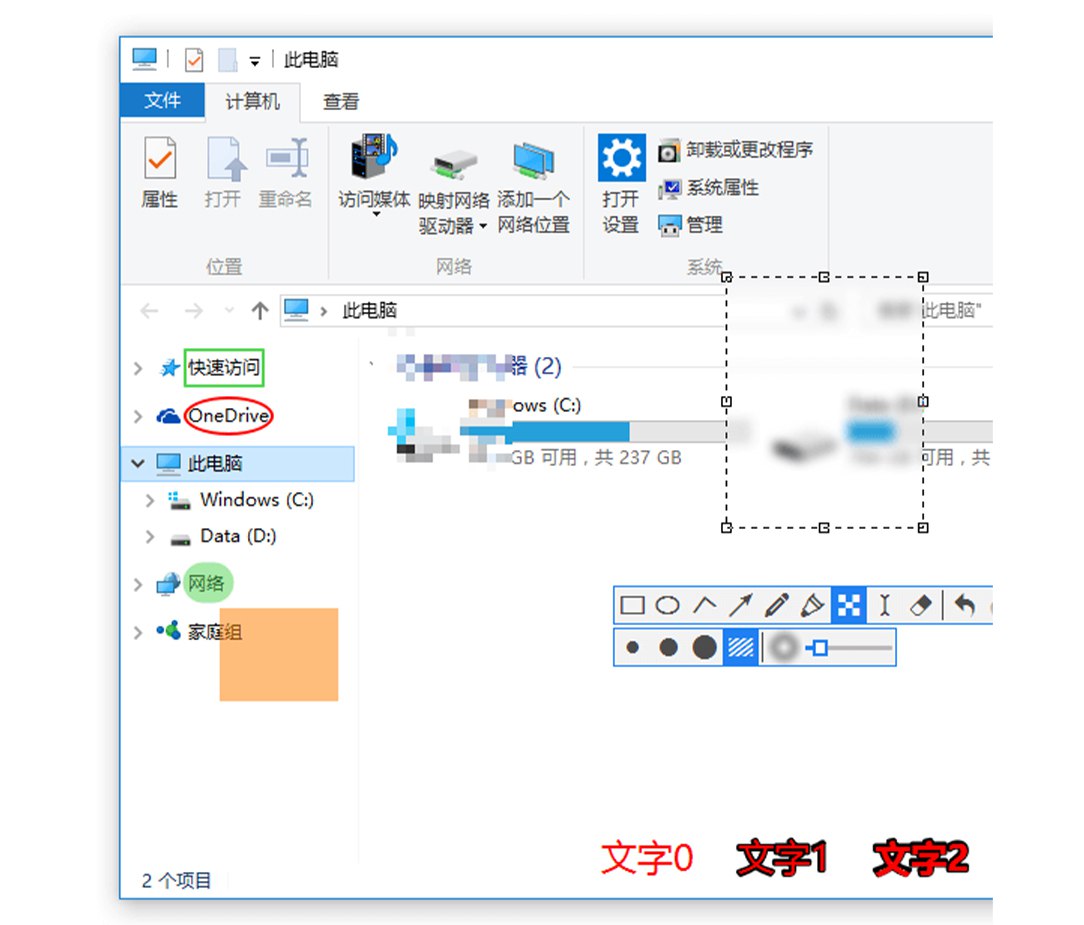 此电脑
文件 计算机 查看
属性 打开 重命名 访问媒体 映射网络驱动器 添加一个网络位置 打开设置 卸载或更改程序
系统属性
管理
位置 网络 系统
此电脑 此电脑"
快速访问 器 (2)
OneDrive ows (C:)
此电脑 GB 可用，共 237 GB 可用，共
Windows (C:)
Data (D:)
网络
家庭组
文字0 文字1 文字2
2 个项目